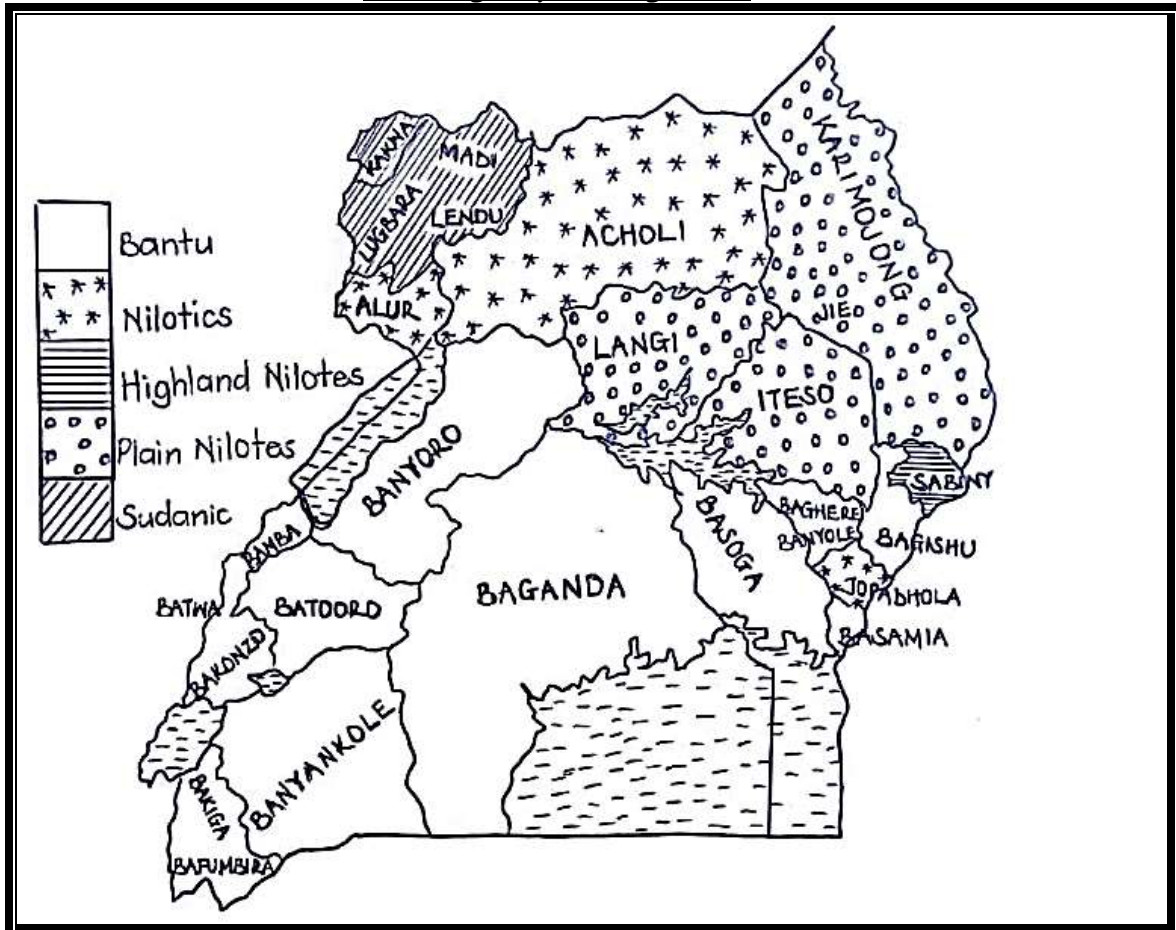 Bantu
Nilotics
Highland Nilotes
Plain Nilotes
Sudanic
KAKWA
MADI
LUGBARA
LENDU
ALUR
ACHOLI
KARIMOJONG
JIE
LANGI
ITESO
SABINY
BANYORO
BAGHERE
BANYOLE
BAGISHU
BASOGA
BAMBA
BAGANDA
JOPADHOLA
BATWA
BATOORO
BASAMIA
BAKONZO
BANYANKOLE
BAKIGA
BAFUMBIRA